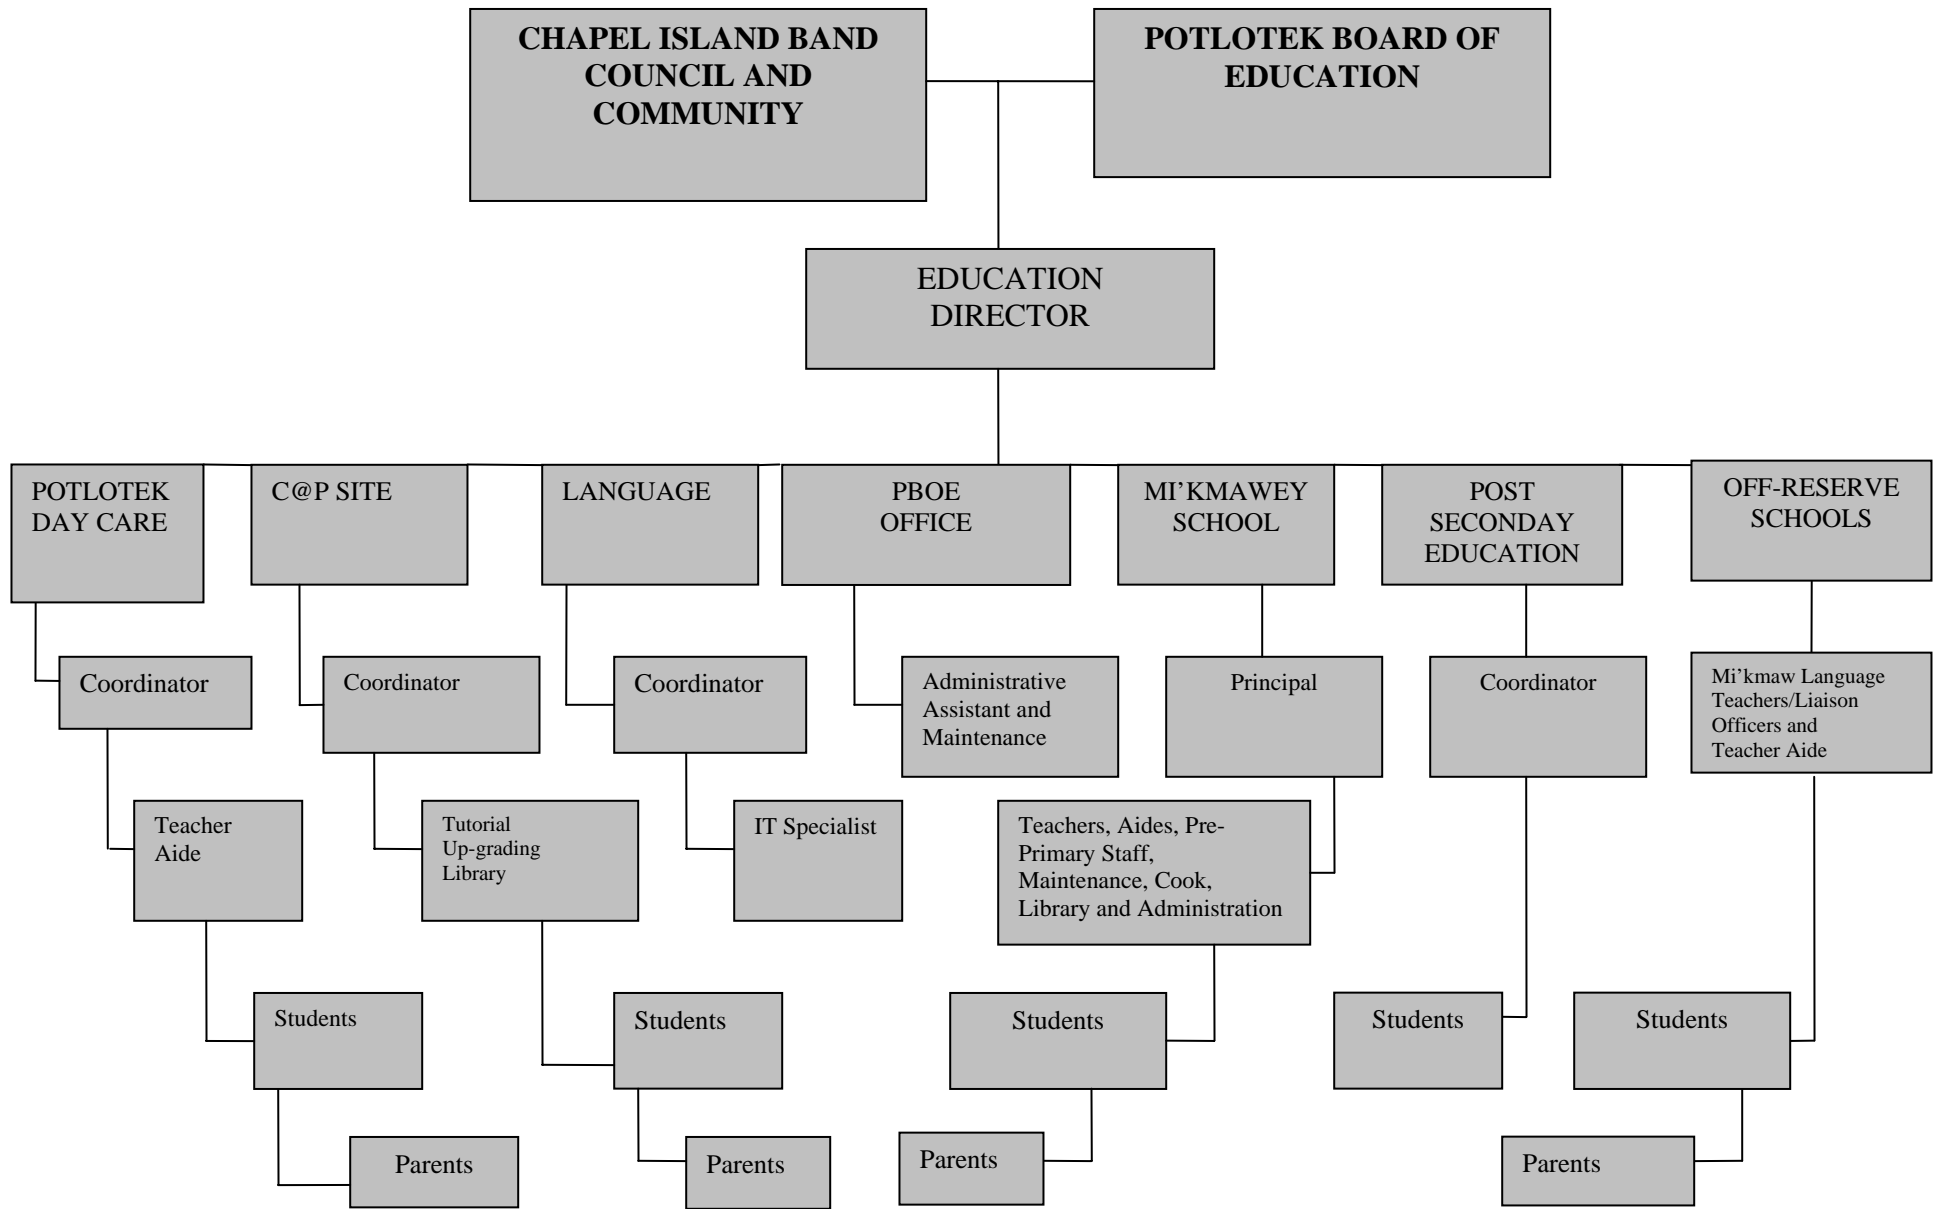 CHAPEL ISLAND BAND
COUNCIL AND
COMMUNITY
POTLOTEK BOARD OF
EDUCATION
EDUCATION
DIRECTOR
POTLOTEK
DAY CARE
C@P SITE
LANGUAGE
PBOE
OFFICE
MI’KMAWEY
SCHOOL
POST
SECONDAY
EDUCATION
OFF-RESERVE
SCHOOLS
Coordinator
Coordinator
Coordinator
Administrative
Assistant and
Maintenance
Principal
Coordinator
Mi’kmaw Language
Teachers/Liaison
Officers and
Teacher Aide
Teacher
Aide
Tutorial
Up-grading
Library
IT Specialist
Teachers, Aides, Pre-
Primary Staff,
Maintenance, Cook,
Library and Administration
Students
Students
Students
Students
Students
Parents
Parents
Parents
Parents